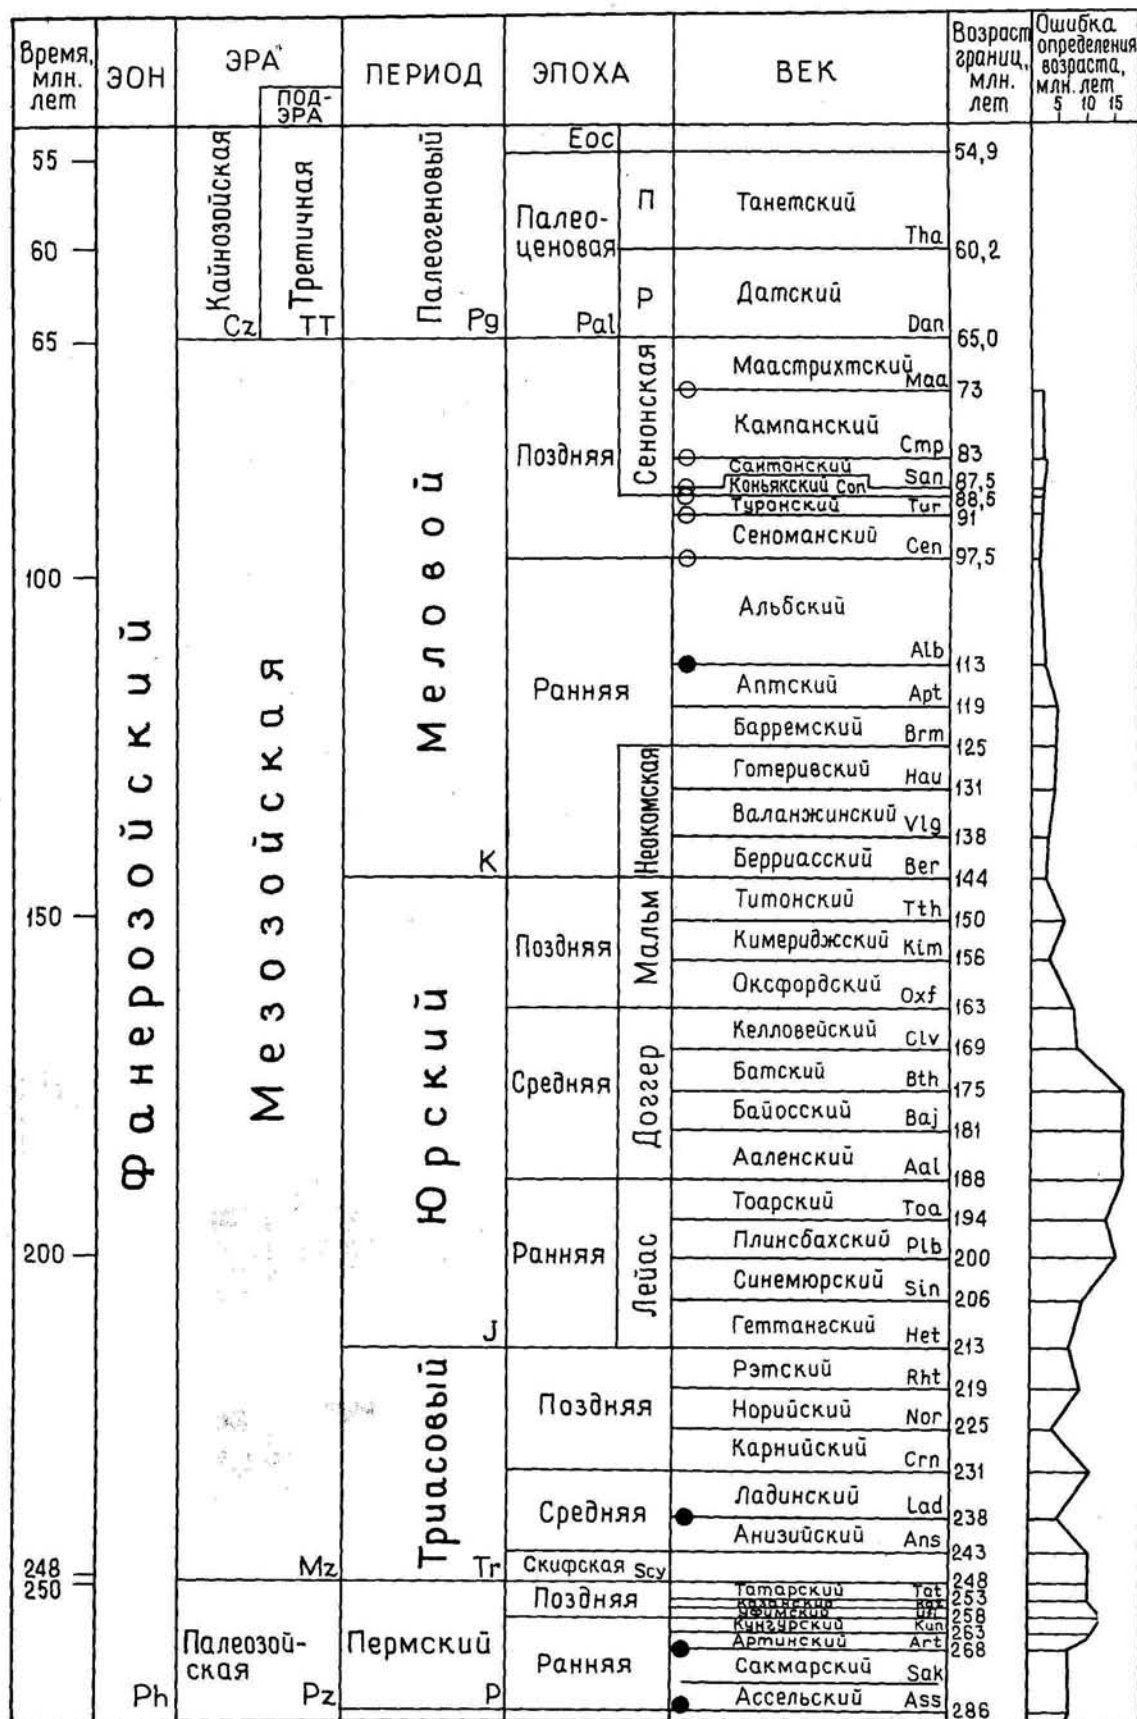 Время, млн. лет
ЭОН
ЭРА
ПОД-ЭРА
ПЕРИОД
ЭПОХА
ВЕК
Возраст границ, млн. лет
Ошибка определения возраста, млн. лет
5 10 15
55
60
65
100
150
200
248
250
Фанерозойский
Ph
Кайнозойская
Cz
Третичная
TT
Мезозойская
Mz
Палеозой-
ская
Pz
Палеогеновый
Pg
Меловой
K
Юрский
J
Триасовый
Tr
Пермский
P
Eoc
Палео-
ценовая
Pal
П
Р
Поздняя
Сенонская
Ранняя
Неокомская
Поздняя
Мальм
Средняя
Доггер
Ранняя
Лейас
Поздняя
Средняя
Скифская Scy
Поздняя
Ранняя
54,9
Танетский Tha
60,2
Датский Dan
65,0
Маастрихтский Maa
73
Кампанский Cmp
83
Сантонский San
87,5
Коньякский Con
88,5
Туронский Tur
91
Сеноманский Cen
97,5
Альбский Alb
113
Аптский Apt
119
Барремский Brm
125
Готеривский Hau
131
Валанжинский Vlg
138
Берриасский Ber
144
Титонский Tth
150
Кимериджский Kim
156
Оксфордский Oxf
163
Келловейский Clv
169
Батский Bth
175
Байосский Baj
181
Ааленский Aal
188
Тоарский Toa
194
Плинсбахский Plb
200
Синемюрский Sin
206
Геттангский Het
213
Рэтский Rht
219
Норийский Nor
225
Карнийский Crn
231
Ладинский Lad
238
Анизийский Ans
243
248
Татарский Tat
253
Казанский Kaz
Уфимский Ufi
258
Кунгурский Kun
263
Артинский Art
268
Сакмарский Sak
Ассельский Ass
286